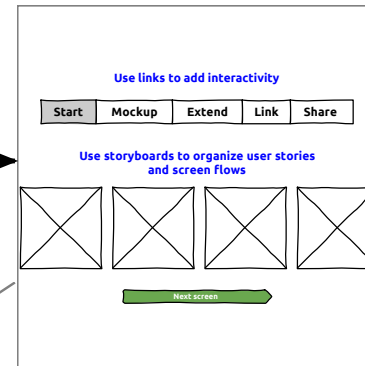 Use links to add interactivity
Start Mockup Extend Link Share
Use storyboards to organize user stories
and screen flows
Next screen